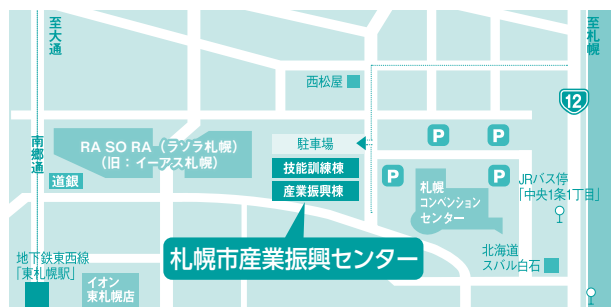 至大通
至札幌
西松屋
12
南郷通
RA SO RA（ラソラ札幌）
（旧：イーアス札幌）
道銀
駐車場
技能訓練棟
産業振興棟
P
P
P
P
札幌
コンベンション
センター
JRバス停
「中央1条1丁目」
札幌市産業振興センター
地下鉄東西線
「東札幌駅」
イオン
東札幌店
北海道
スバル白石